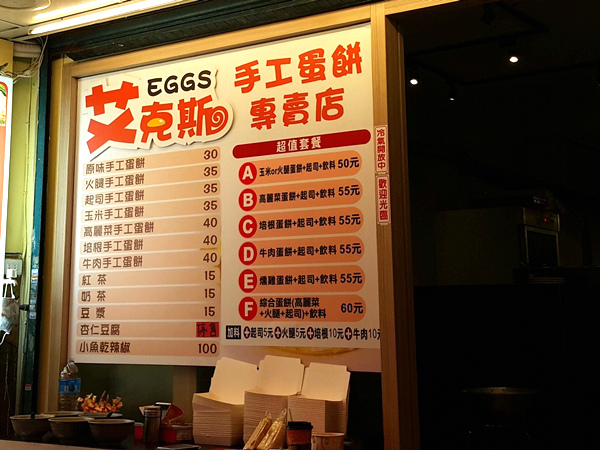 EGGS
艾克斯
手工蛋餅
專賣店
原味手工蛋餅 30
火腿手工蛋餅 35
起司手工蛋餅 35
玉米手工蛋餅 35
高麗菜手工蛋餅 40
培根手工蛋餅 40
牛肉手工蛋餅 40
紅茶 15
奶茶 15
豆漿 15
杏仁豆腐
小魚乾辣椒 100
超值套餐
A 玉米or火腿蛋餅+起司+飲料 50元
B 高麗菜蛋餅+起司+飲料 55元
C 培根蛋餅+起司+飲料 55元
D 牛肉蛋餅+起司+飲料 55元
E 燻雞蛋餅+起司+飲料 55元
F 綜合蛋餅(高麗菜
+火腿+起司)+飲料 60元
加料 +起司5元+火腿5元+培根10元+牛肉10元
冷氣開放中
歡迎光臨